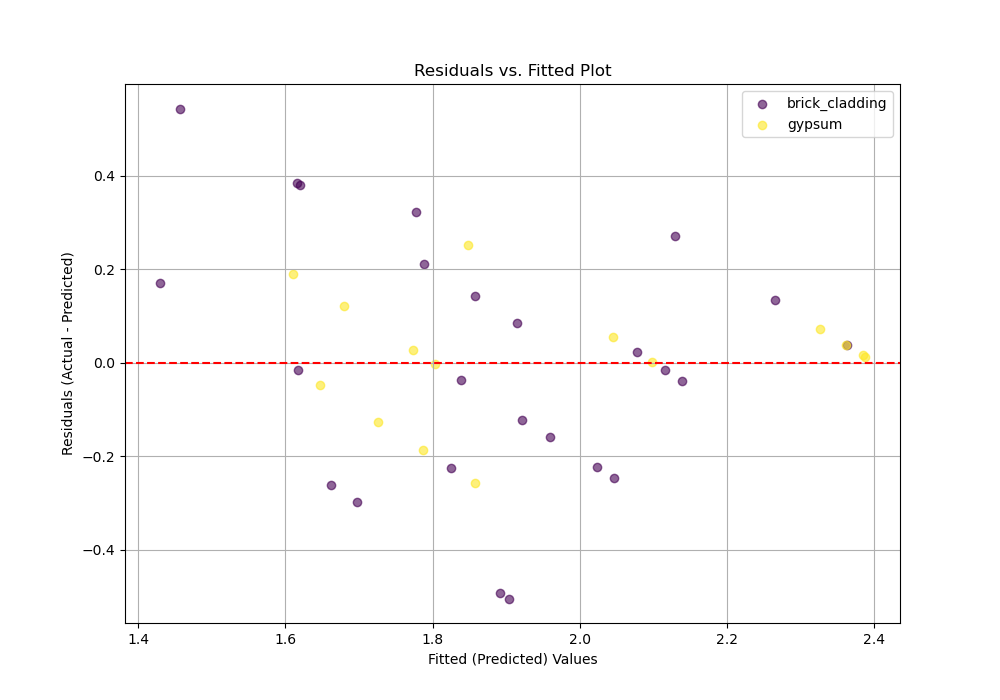 Residuals vs. Fitted Plot
brick_cladding
gypsum
Residuals (Actual - Predicted)
0.4
0.2
0.0
−0.2
−0.4
1.4 1.6 1.8 2.0 2.2 2.4
Fitted (Predicted) Values